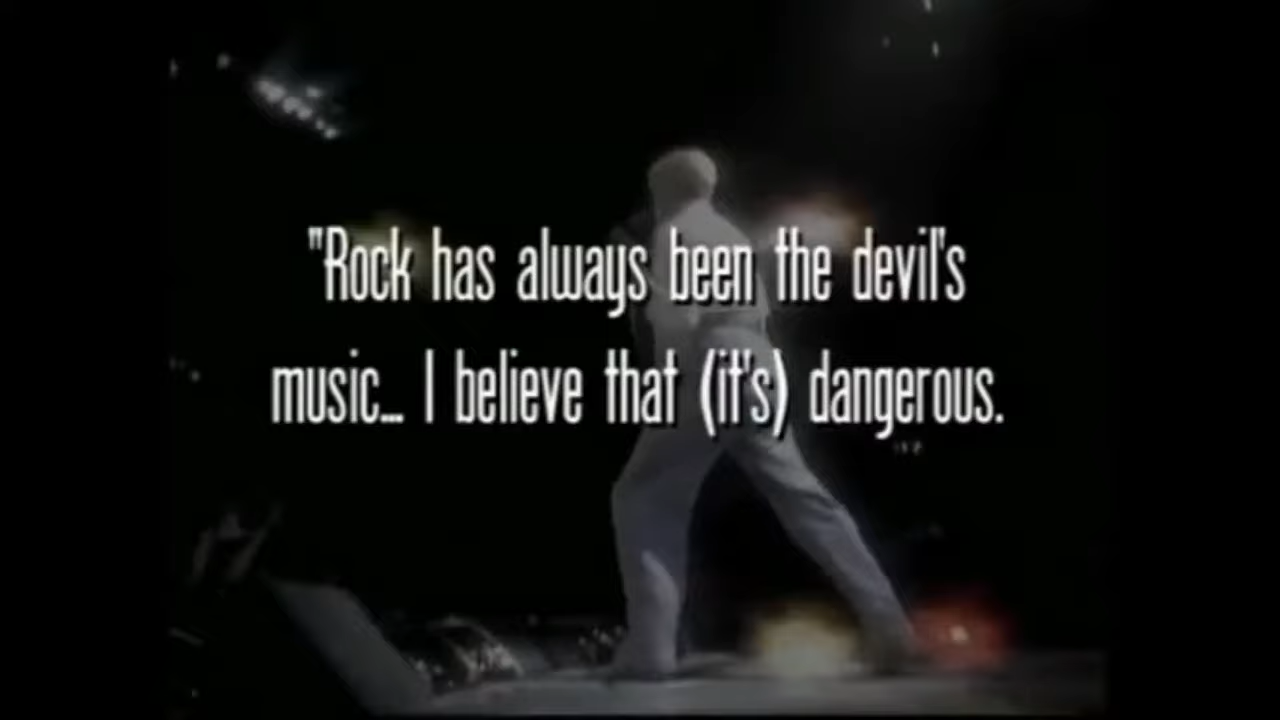 "Rock has always been the devil's
music... I believe that (it's) dangerous.